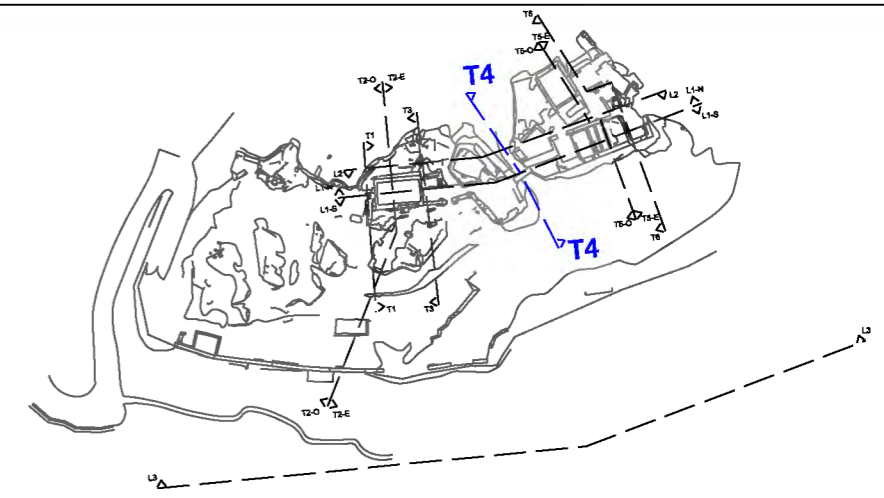 T6
T5-E
T5-O
T4
T2-O T2-E
L2
L1-N
L1-S
T3
T1
L2
L1-N
L1-S
T5-O T5-E
T6
T4
T1
T3
L3
T2-O T2-E
L3